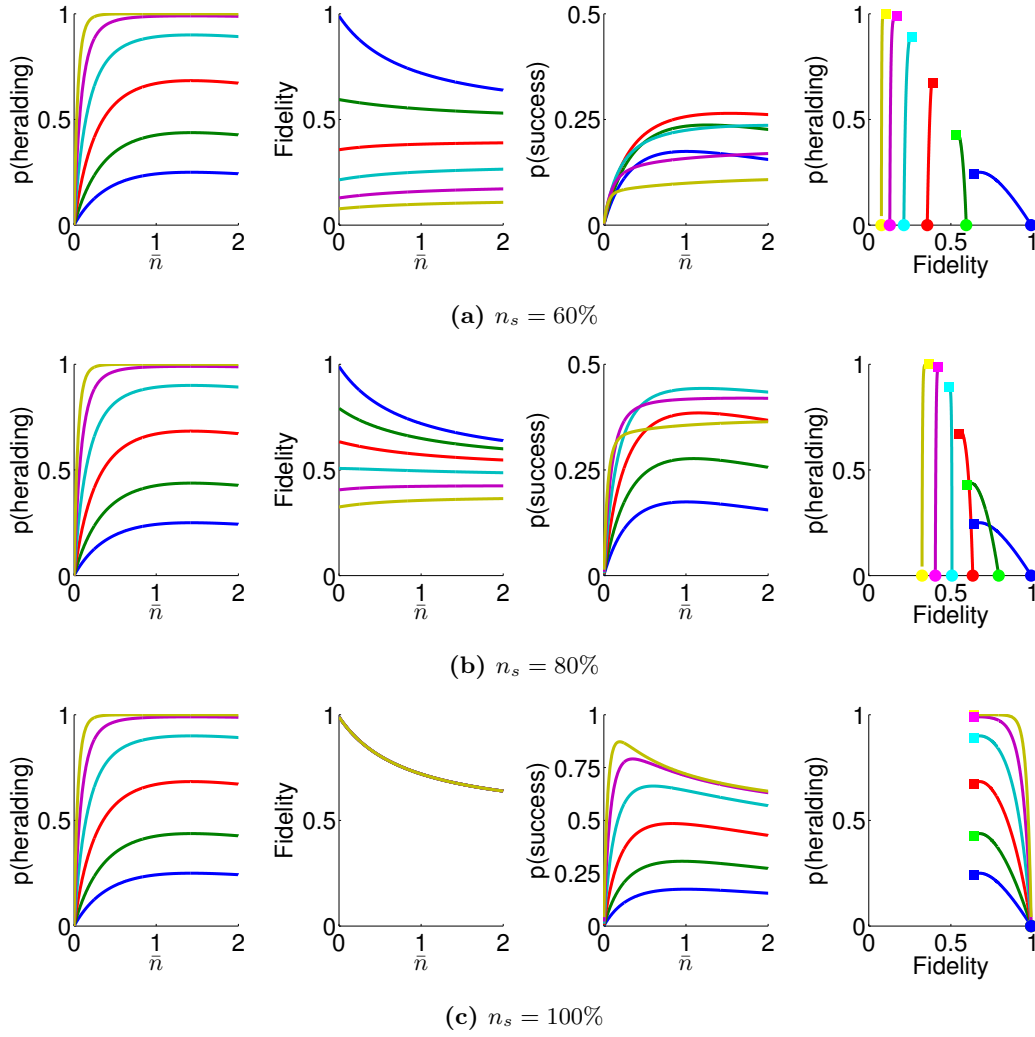 p(heralding)
1
0.5
0
0 1 2
n̄
Fidelity
1
0.5
0
0 1 2
n̄
p(success)
0.5
0.25
0
0 1 2
n̄
p(heralding)
1
0.5
0
0 0.5 1
Fidelity
(a) n_s = 60%
p(heralding)
1
0.5
0
0 1 2
n̄
Fidelity
1
0.5
0
0 1 2
n̄
p(success)
0.5
0.25
0
0 1 2
n̄
p(heralding)
1
0.5
0
0 0.5 1
Fidelity
(b) n_s = 80%
p(heralding)
1
0.5
0
0 1 2
n̄
Fidelity
1
0.5
0
0 1 2
n̄
p(success)
1
0.75
0.5
0.25
0
0 1 2
n̄
p(heralding)
1
0.5
0
0 0.5 1
Fidelity
(c) n_s = 100%